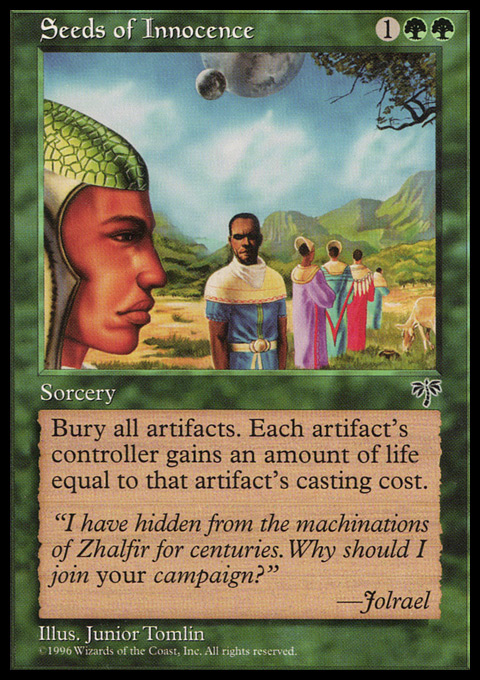 Seeds of Innocence 1
Sorcery
Bury all artifacts. Each artifact's
controller gains an amount of life
equal to that artifact's casting cost.
"I have hidden from the machinations
of Zhalfir for centuries. Why should I
join your campaign?"
—Jolrael
Illus. Junior Tomlin
©1996 Wizards of the Coast, Inc. All rights reserved.